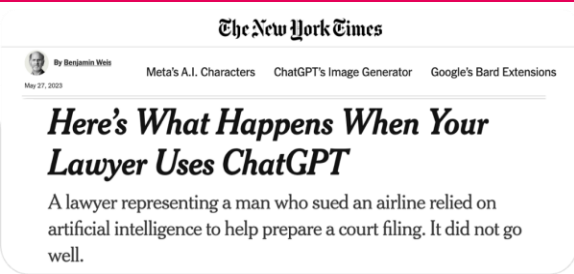 The New York Times
By Benjamin Weis
May 27, 2023
Meta's A.I. Characters ChatGPT's Image Generator Google's Bard Extensions
Here's What Happens When Your
Lawyer Uses ChatGPT
A lawyer representing a man who sued an airline relied on
artificial intelligence to help prepare a court filing. It did not go
well.